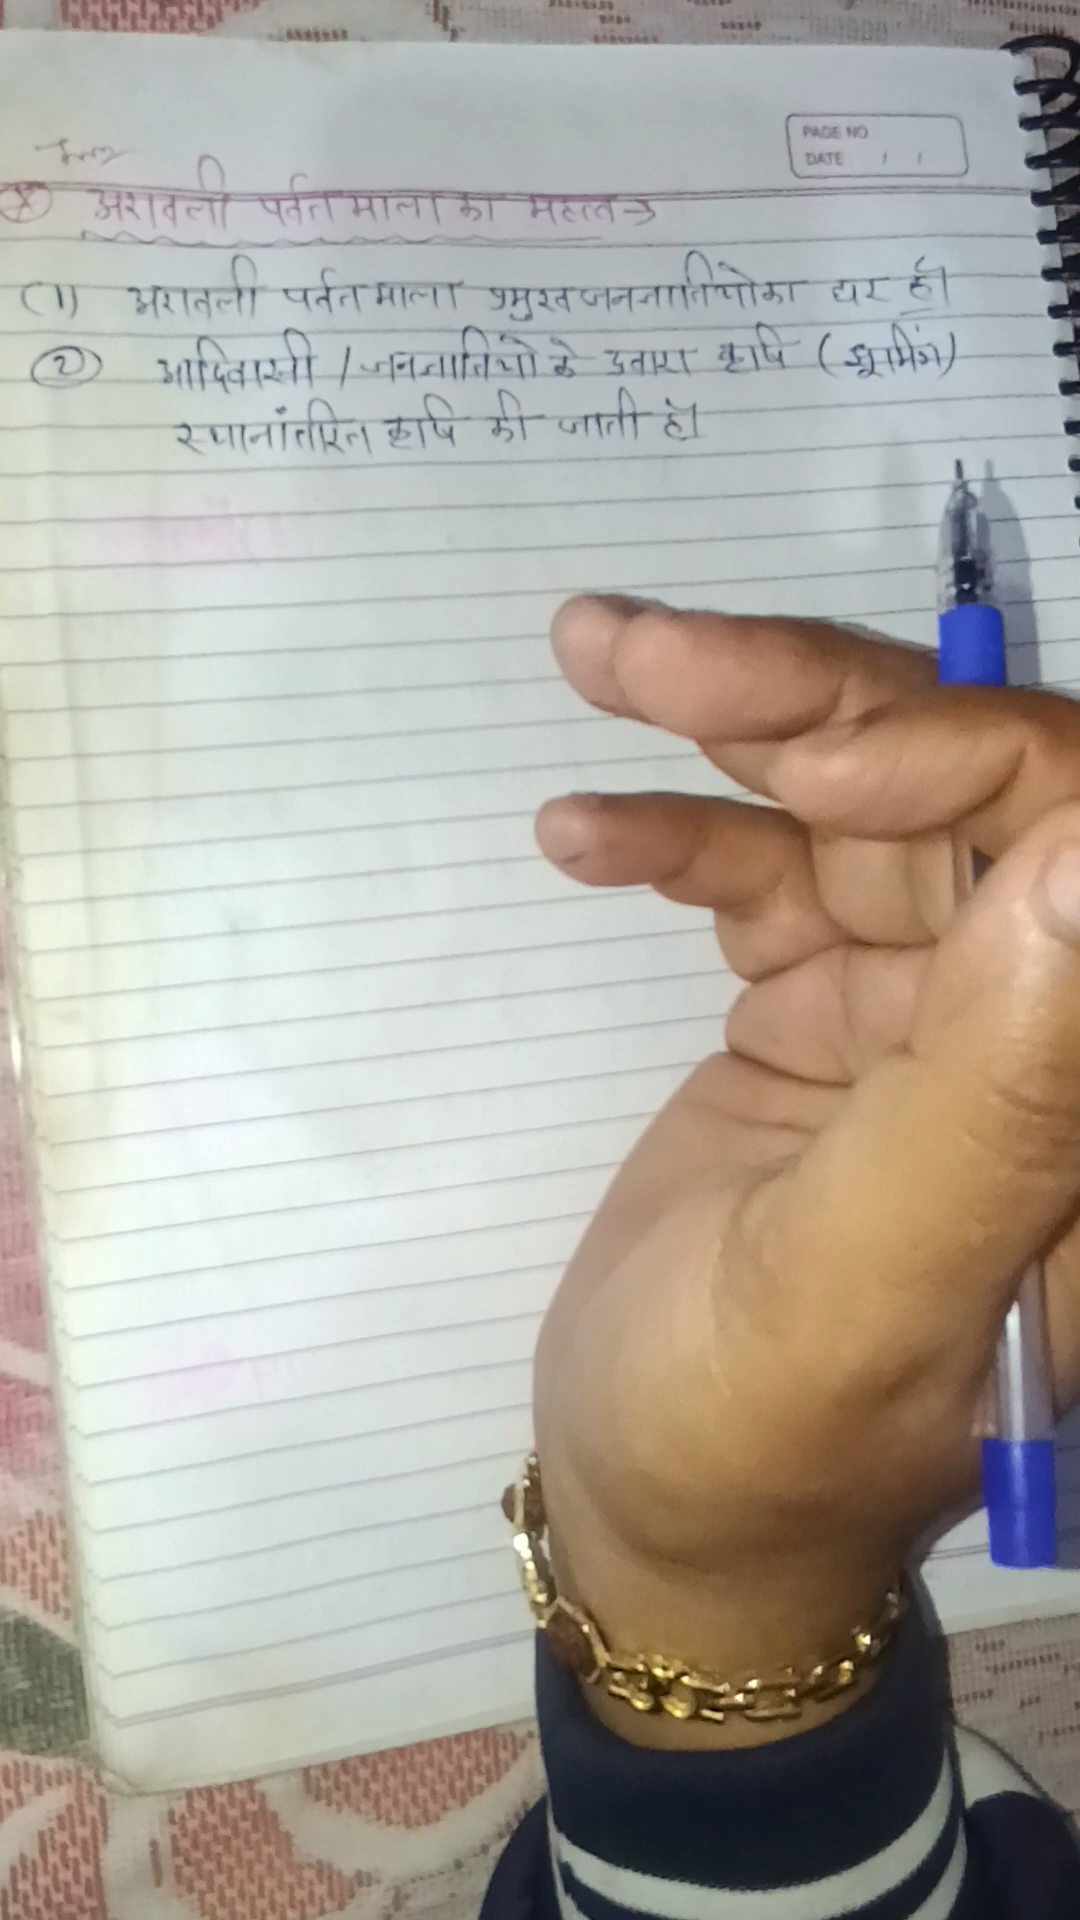 PAGE NO
DATE / /
अरावली पर्वत माला का महत्व →
(1) अरावली पर्वत माला प्रमुख जनजातियो का घर है।
(2) आदिवासी / जनजातियो के द्वारा कृषि (झूमिंग)
स्थानांतरित कृषि की जाती है।